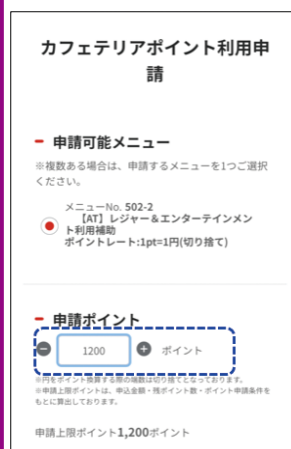 カフェテリアポイント利用申
請
申請可能メニュー
※複数ある場合は、申請するメニューを1つご選択
ください。
メニューNo. 502-2
【AT】レジャー＆エンターテインメン
ト利用補助
ポイントレート:1pt=1円(切り捨て)
申請ポイント
1200 ポイント
※円をポイント換算する際の端数は切り捨てとなっております。
※申請上限ポイントは、申込金額・残ポイント数・ポイント申請条件を
もとに算出しております。
申請上限ポイント1,200ポイント